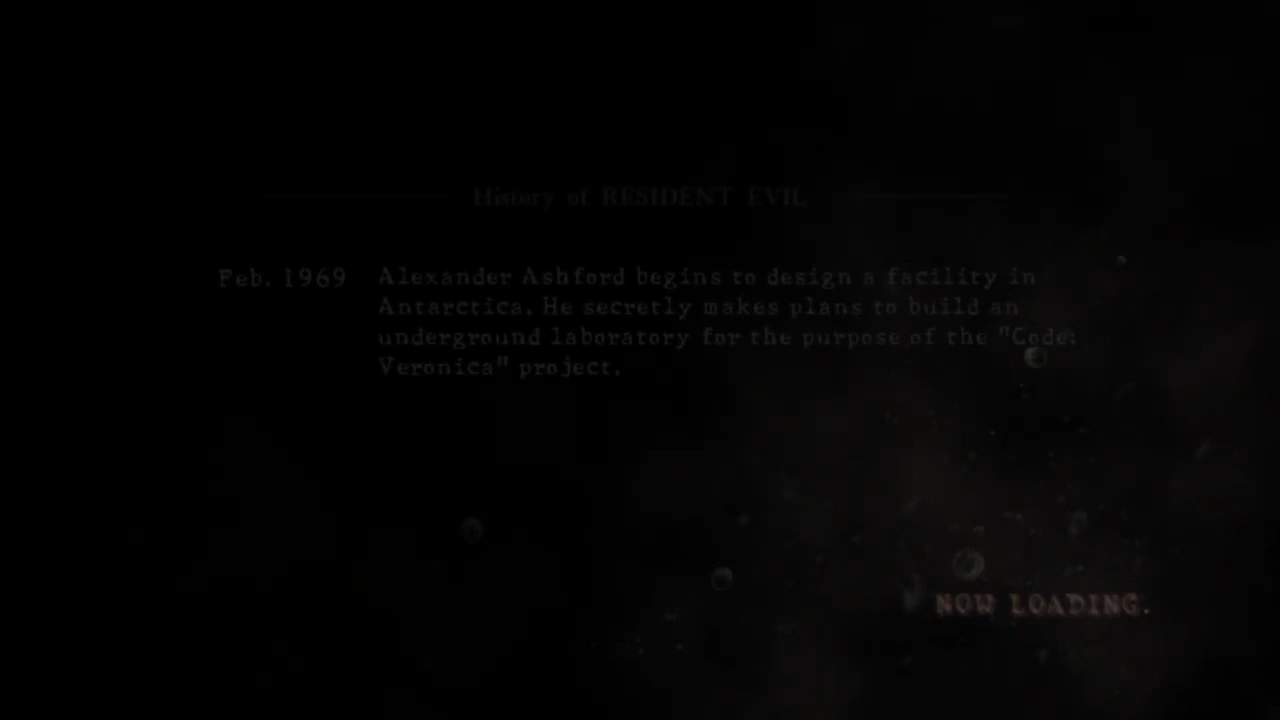 History of RESIDENT EVIL
Feb. 1969 Alexander Ashford begins to design a facility in
Antarctica. He secretly makes plans to build an
underground laboratory for the purpose of the "Code:
Veronica" project.
NOW LOADING.